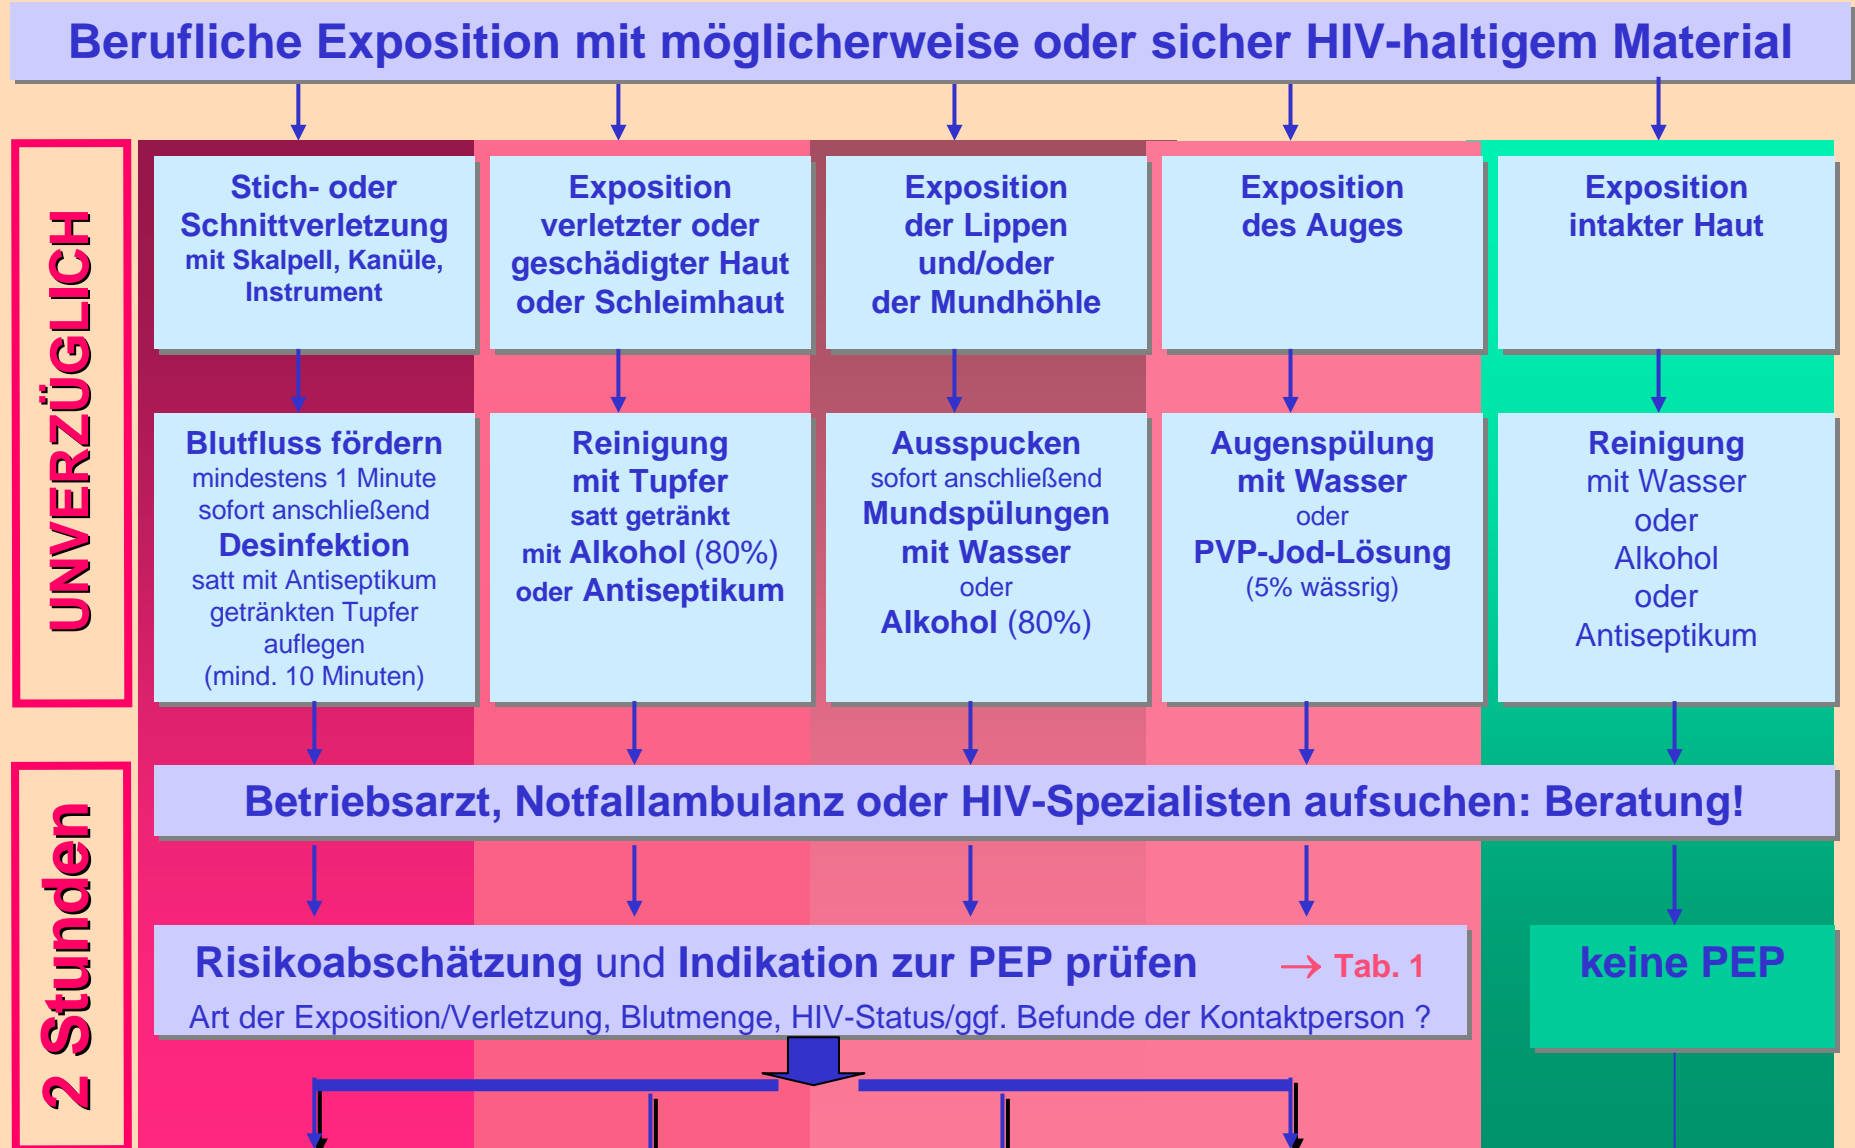 Berufliche Exposition mit möglicherweise oder sicher HIV-haltigem Material
UNVERZÜGLICH
Stich- oder
Schnittverletzung
mit Skalpell, Kanüle,
Instrument
Exposition
verletzter oder
geschädigter Haut
oder Schleimhaut
Exposition
der Lippen
und/oder
der Mundhöhle
Exposition
des Auges
Exposition
intakter Haut
Blutfluss fördern
mindestens 1 Minute
sofort anschließend
Desinfektion
satt mit Antiseptikum
getränkten Tupfer
auflegen
(mind. 10 Minuten)
Reinigung
mit Tupfer
satt getränkt
mit Alkohol (80%)
oder Antiseptikum
Ausspucken
sofort anschließend
Mundspülungen
mit Wasser
oder
Alkohol (80%)
Augenspülung
mit Wasser
oder
PVP-Jod-Lösung
(5% wässrig)
Reinigung
mit Wasser
oder
Alkohol
oder
Antiseptikum
2 Stunden
Betriebsarzt, Notfallambulanz oder HIV-Spezialisten aufsuchen: Beratung!
Risikoabschätzung und Indikation zur PEP prüfen → Tab. 1
Art der Exposition/Verletzung, Blutmenge, HIV-Status/ggf. Befunde der Kontaktperson ?
keine PEP